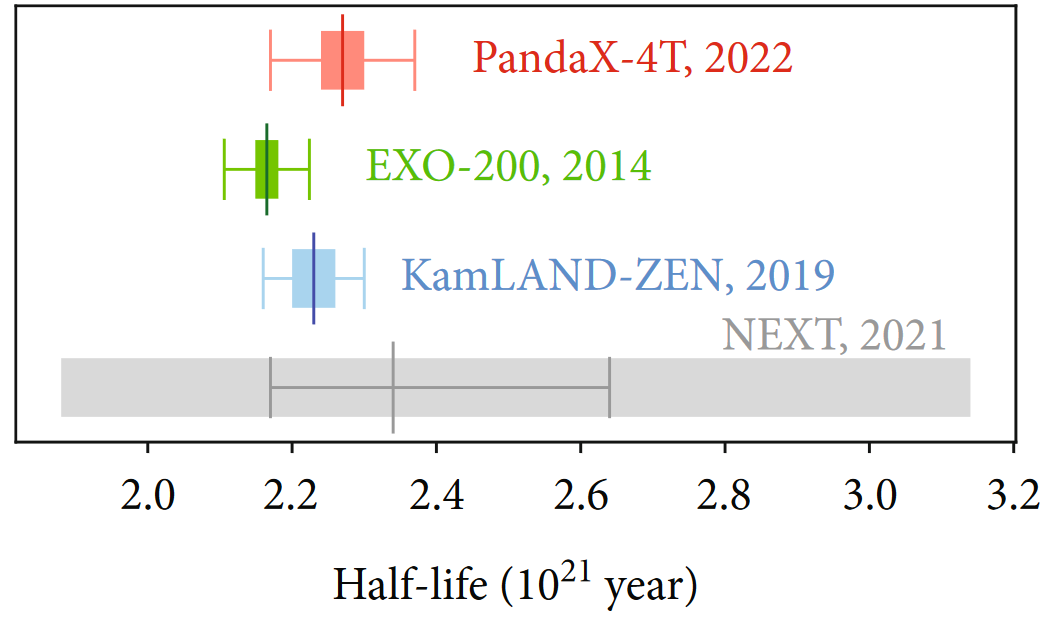 PandaX-4T, 2022
EXO-200, 2014
KamLAND-ZEN, 2019
NEXT, 2021
2.0 2.2 2.4 2.6 2.8 3.0 3.2
Half-life (10²¹ year)